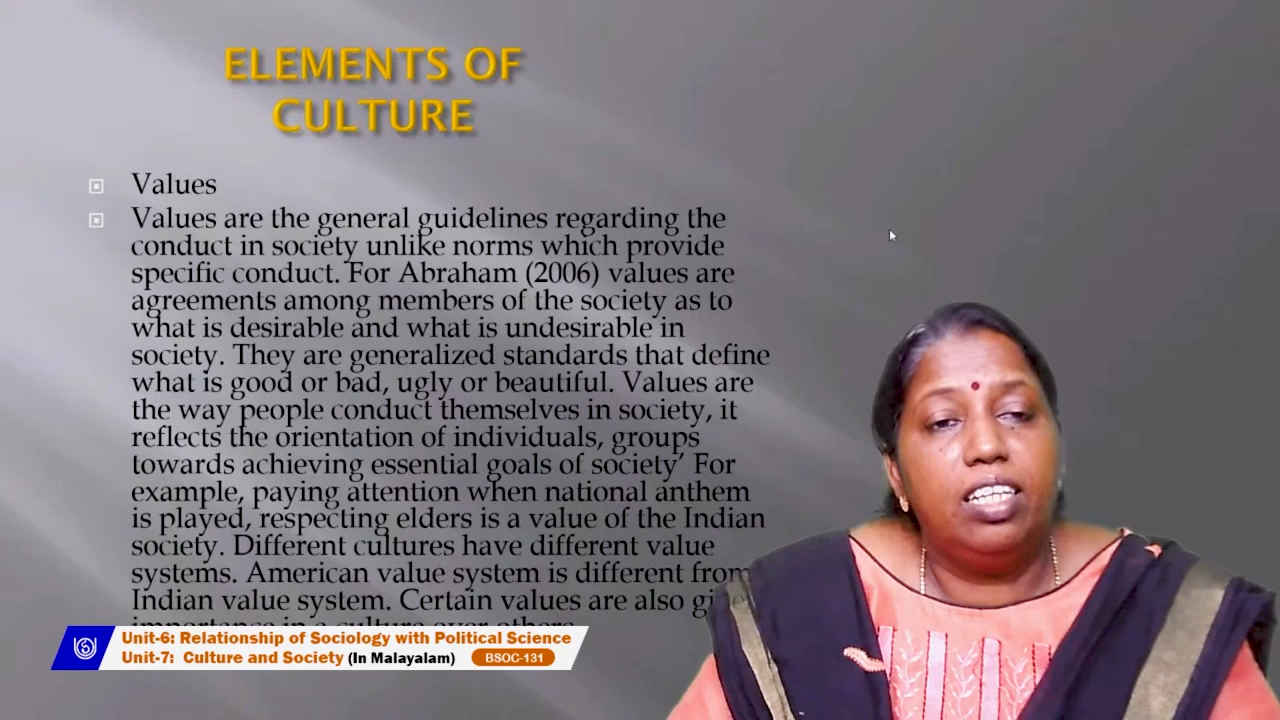 ELEMENTS OF
CULTURE
Values
Values are the general guidelines regarding the
conduct in society unlike norms which provide
specific conduct. For Abraham (2006) values are
agreements among members of the society as to
what is desirable and what is undesirable in
society. They are generalized standards that define
what is good or bad, ugly or beautiful. Values are
the way people conduct themselves in society, it
reflects the orientation of individuals, groups
towards achieving essential goals of society’ For
example, paying attention when national anthem
is played, respecting elders is a value of the Indian
society. Different cultures have different value
systems. American value system is different from
Indian value system. Certain values are also given
importance in a culture over others
Unit-6: Relationship of Sociology with Political Science
Unit-7: Culture and Society (In Malayalam) BSOC-131